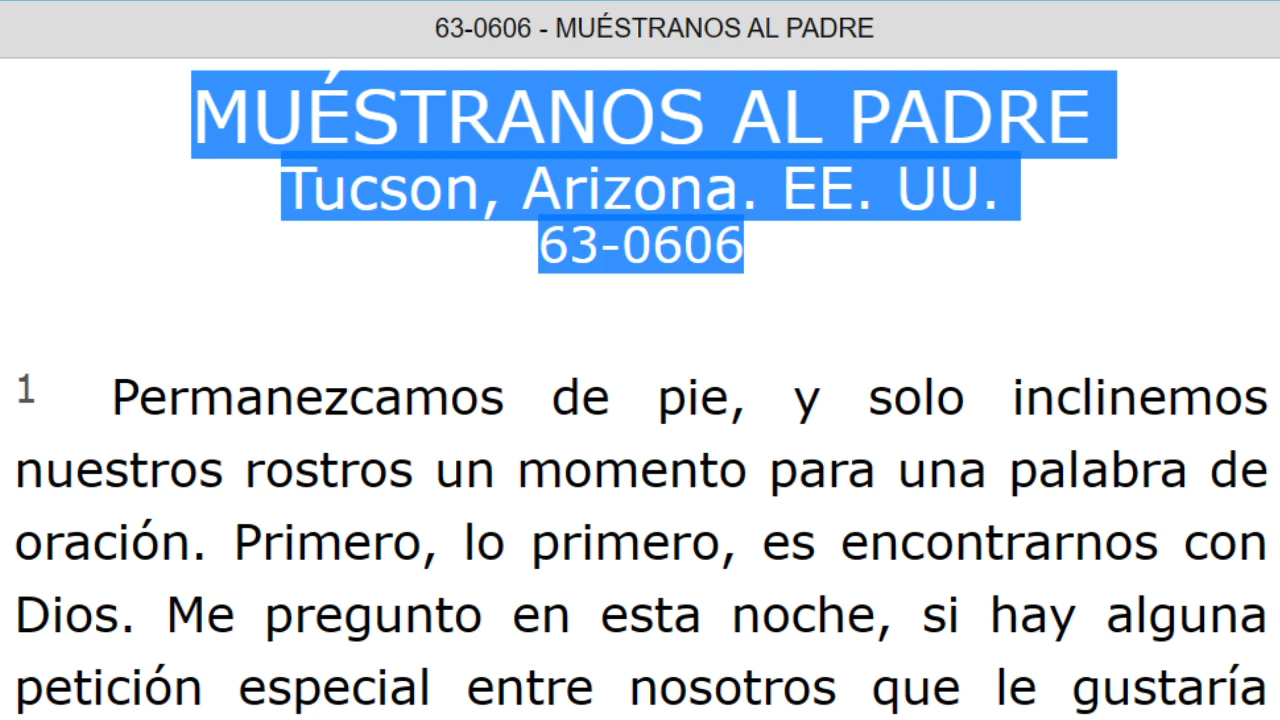 63-0606 - MUÉSTRANOS AL PADRE
MUÉSTRANOS AL PADRE
Tucson, Arizona. EE. UU.
63-0606
1 Permanezcamos de pie, y solo inclinemos
nuestros rostros un momento para una palabra de
oración. Primero, lo primero, es encontrarnos con
Dios. Me pregunto en esta noche, si hay alguna
petición especial entre nosotros que le gustaría